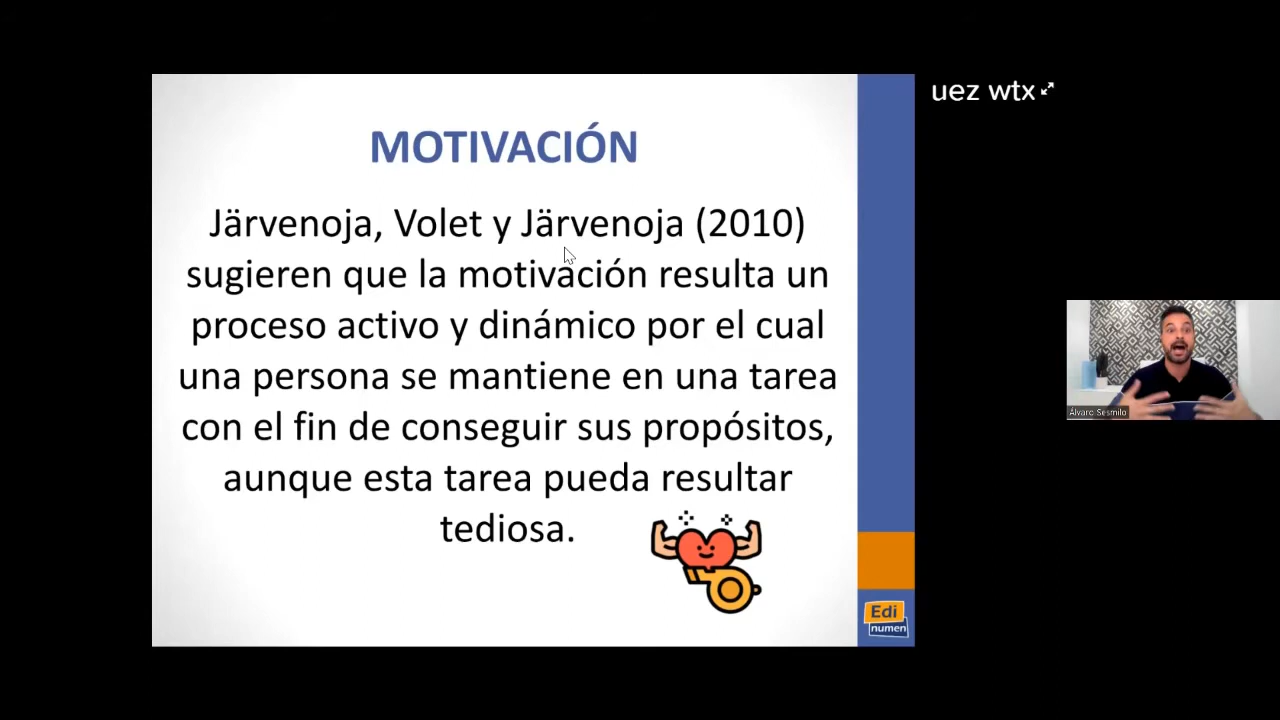 MOTIVACIÓN
Järvenoja, Volet y Järvenoja (2010)
sugieren que la motivación resulta un
proceso activo y dinámico por el cual
una persona se mantiene en una tarea
con el fin de conseguir sus propósitos,
aunque esta tarea pueda resultar
tediosa.
Edi
numen
uez wtx
Álvaro Sesmilo